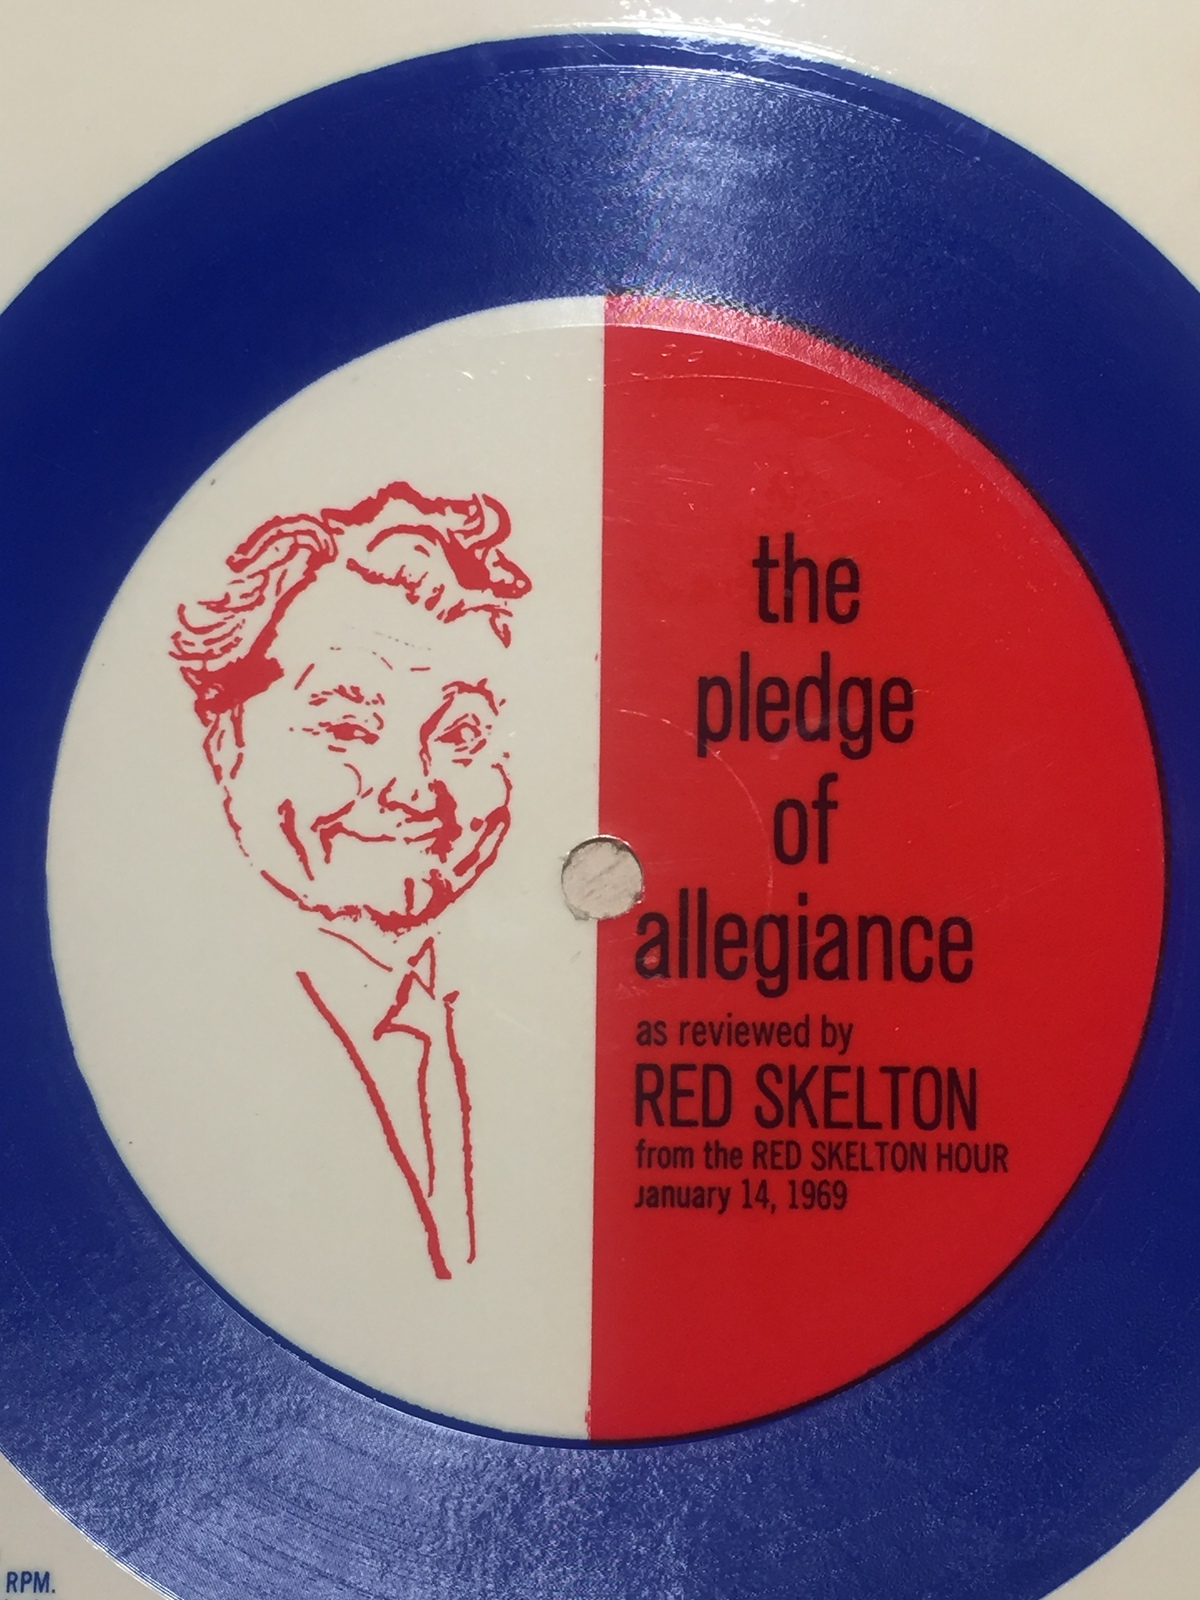 the
pledge
of
allegiance
as reviewed by
RED SKELTON
from the RED SKELTON HOUR
January 14, 1969
RPM.